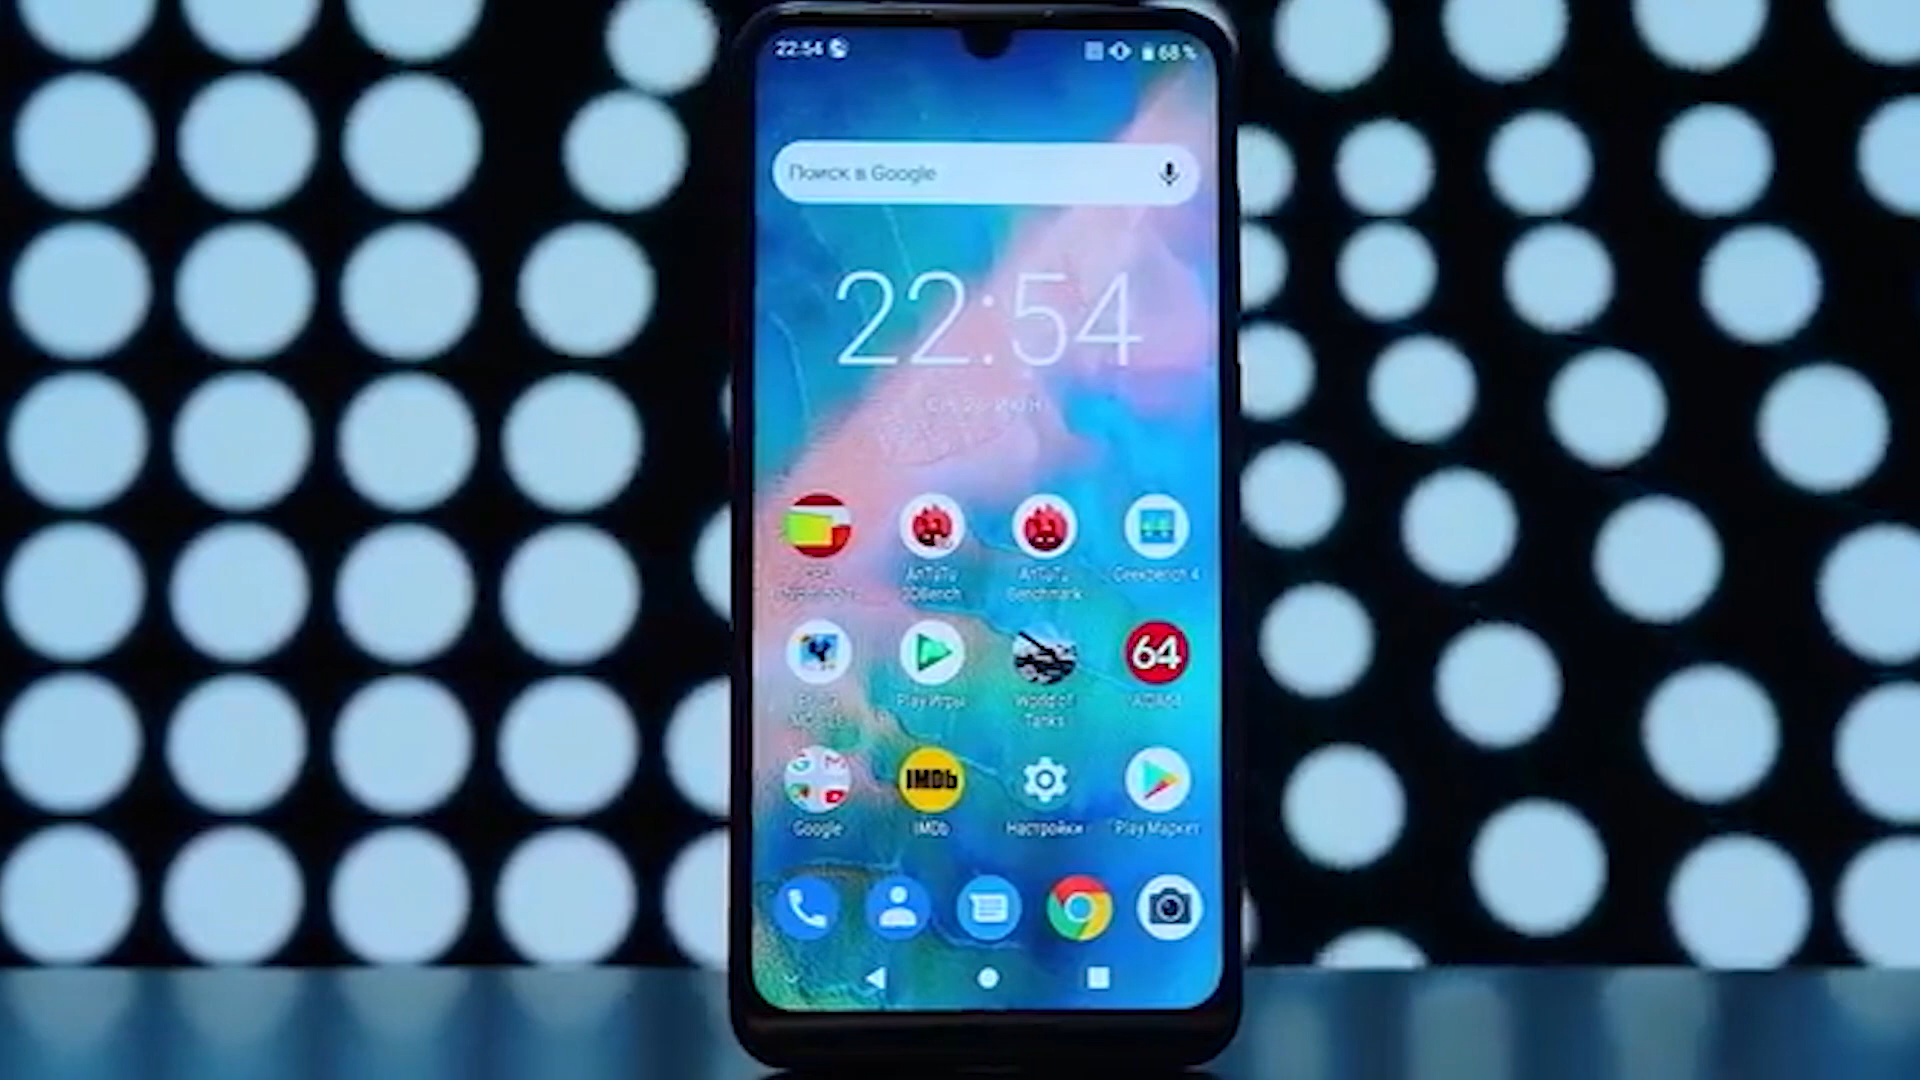 22:54
68 %
Поиск в Google
22:54
AnTuTu
3DBench
AnTuTu
Benchmark
Geekbench 4
Play Игры
World of
Tanks
64
Google
IMDb
IMDb
Настройки
Play Маркет